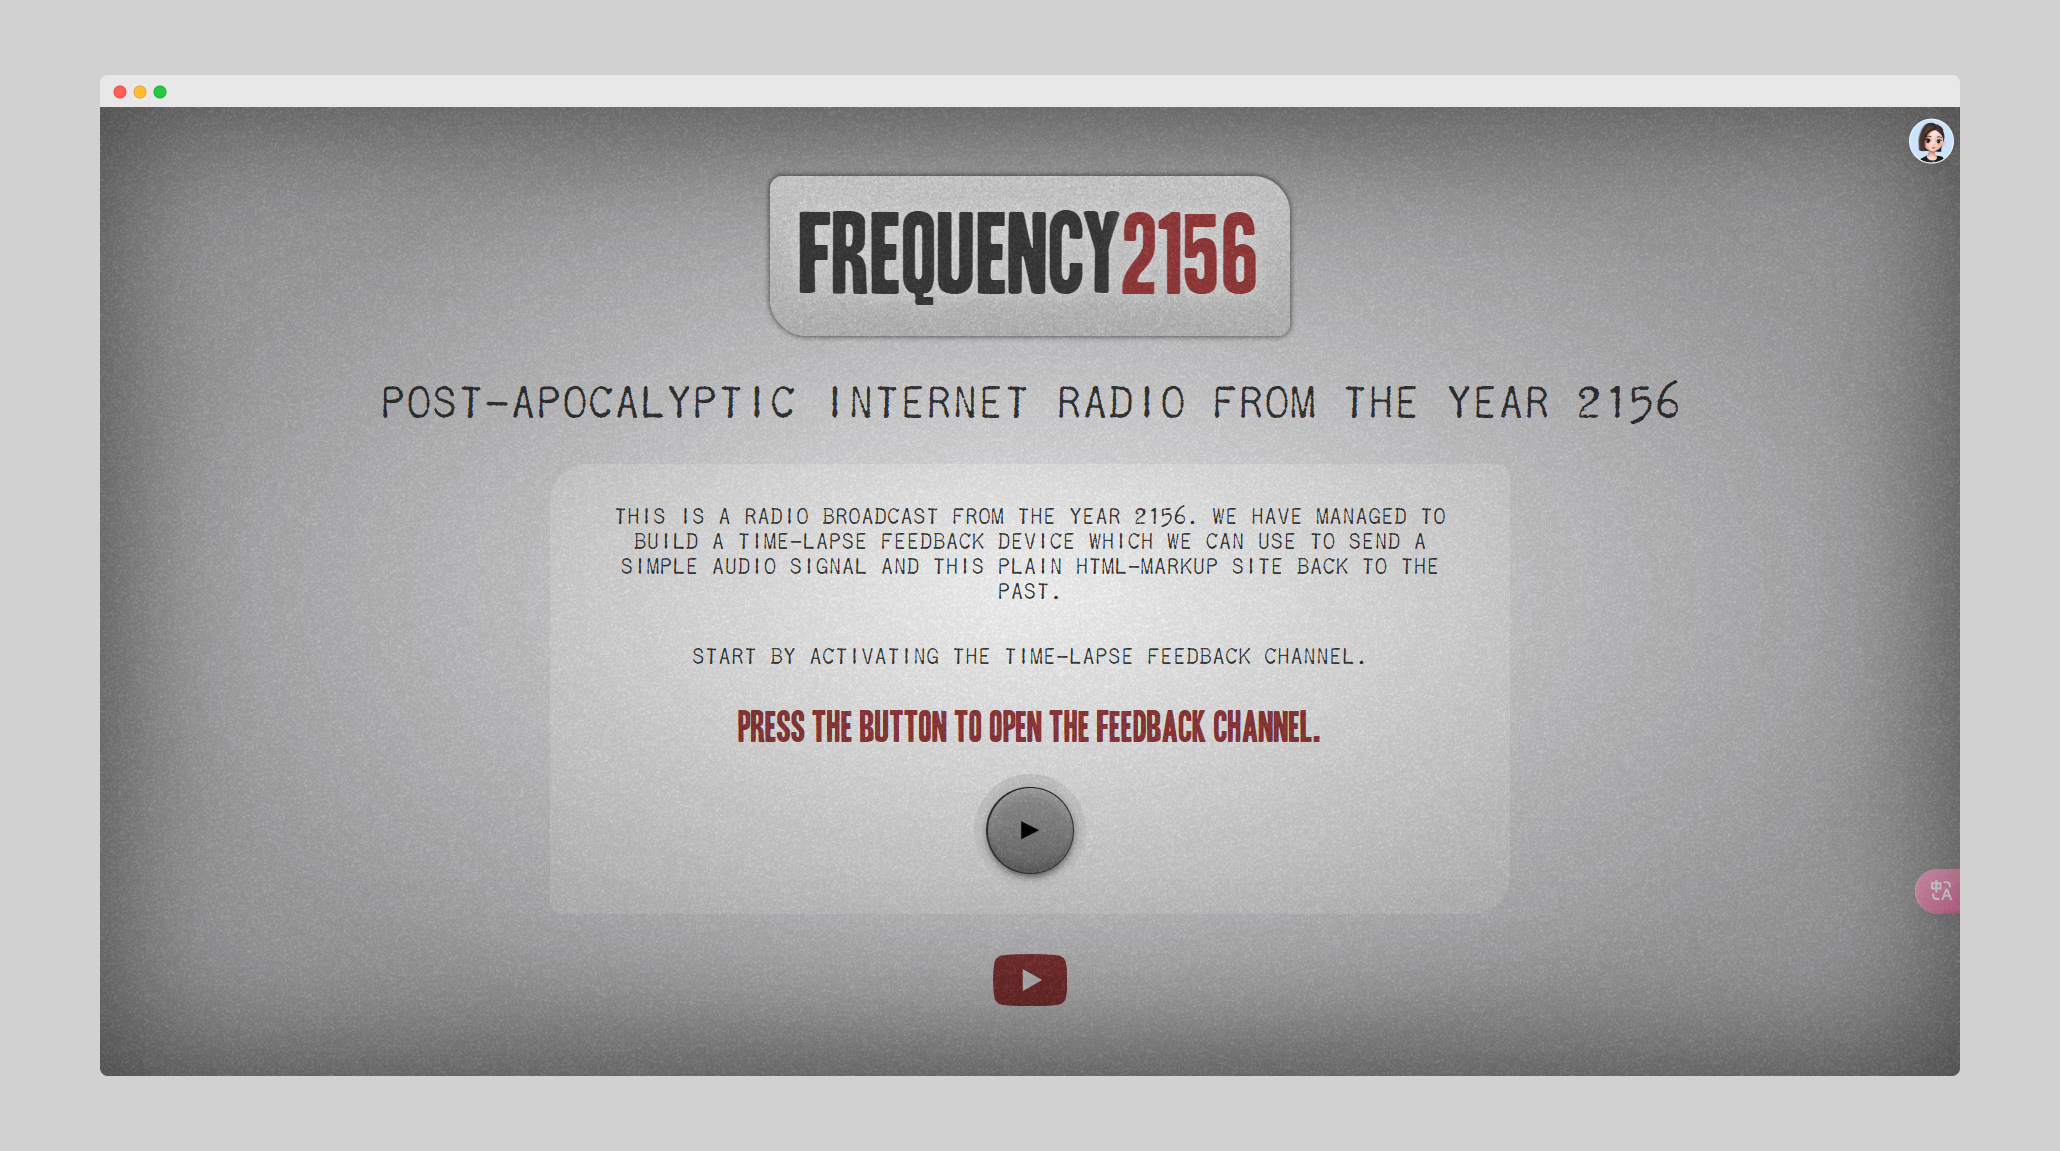 FREQUENCY2156
POST-APOCALYPTIC INTERNET RADIO FROM THE YEAR 2156
THIS IS A RADIO BROADCAST FROM THE YEAR 2156. WE HAVE MANAGED TO
BUILD A TIME-LAPSE FEEDBACK DEVICE WHICH WE CAN USE TO SEND A
SIMPLE AUDIO SIGNAL AND THIS PLAIN HTML-MARKUP SITE BACK TO THE
PAST.
START BY ACTIVATING THE TIME-LAPSE FEEDBACK CHANNEL.
PRESS THE BUTTON TO OPEN THE FEEDBACK CHANNEL.
中A